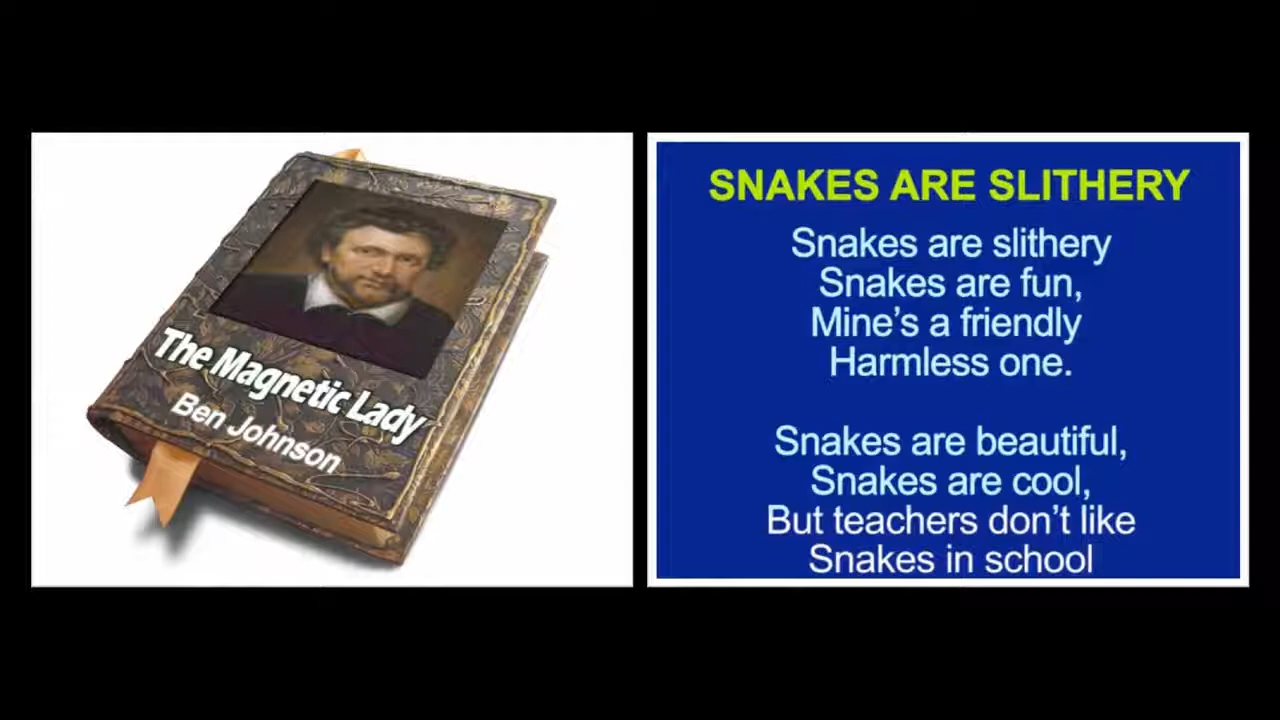 The Magnetic Lady
Ben Johnson
SNAKES ARE SLITHERY
Snakes are slithery
Snakes are fun,
Mine’s a friendly
Harmless one.
Snakes are beautiful,
Snakes are cool,
But teachers don’t like
Snakes in school